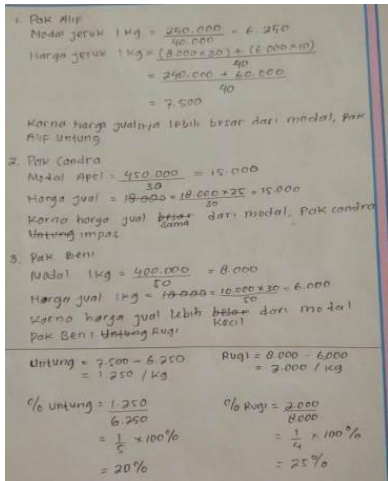 1. Pak Alif
Modal jeruk 1 kg = 250.000 / 40.000 = 6.250
Harga jeruk 1 kg = (8.000 x 30) + (6.000 x 10) / 40
= 240.000 + 60.000 / 40
= 7.500
Karna harga jualnya lebih besar dari modal, Pak
Alif untung
2. Pak Candra
Modal Apel = 450.000 / 30 = 15.000
Harga jual = 18.000 = 18.000 x 25 / 30 = 15.000
Karna harga jual besar sama dari modal, Pak candra
Untung impas
3. Pak Beni
Modal 1 kg = 400.000 / 50 = 8.000
Harga jual 1 kg = 10.000 = 10.000 x 30 / 50 = 6.000
Karna harga jual lebih besar kecil dari modal
Pak Beni Untung Rugi
Untung = 7.500 - 6.250
= 1.250 / kg
% Untung = 1.250 / 6.250
= 1/5 x 100%
= 20%
Rugi = 8.000 - 6.000
= 2.000 / kg
% Rugi = 2.000 / 8.000
= 1/4 x 100%
= 25%